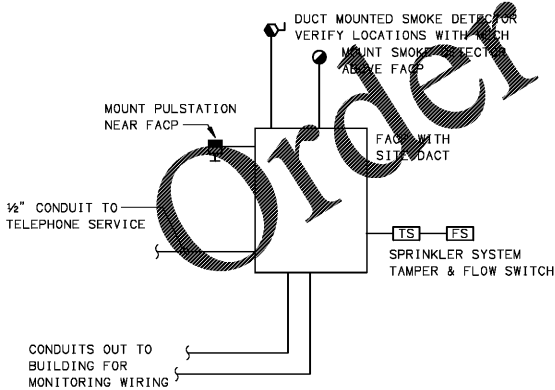 DUCT MOUNTED SMOKE DETECTOR
VERIFY LOCATIONS WITH MECH
MOUNT SMOKE DETECTOR
ABOVE FACP
MOUNT PULSTATION
NEAR FACP
FACP WITH
SITE DACT
½" CONDUIT TO
TELEPHONE SERVICE
TS FS
SPRINKLER SYSTEM
TAMPER & FLOW SWITCH
CONDUITS OUT TO
BUILDING FOR
MONITORING WIRING
Order